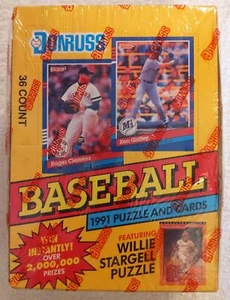 DONRUSS
36 COUNT
Roger Clemens
Ken Griffey
BASEBALL
1991 PUZZLE AND CARDS
WIN INSTANTLY!
OVER
2,000,000
PRIZES
FEATURING
WILLIE
STARGELL
PUZZLE